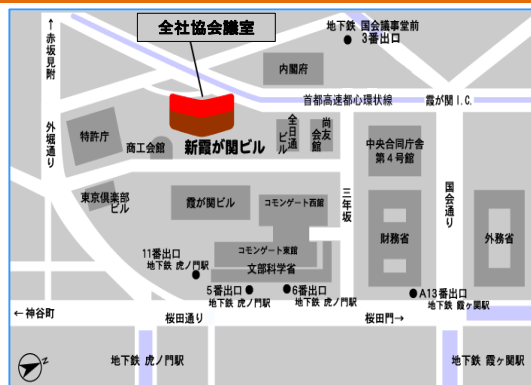 全社協会議室
↑
赤坂見附
地下鉄 国会議事堂前
3番出口
内閣府
首都高速都心環状線
霞が関 I.C.
外堀通り
特許庁
商工会館
新霞が関ビル
全日通
ビル
尚友
会館
中央合同庁舎
第4号館
東京倶楽部
ビル
霞が関ビル
コモンゲート西館
三年坂
国会通り
財務省
外務省
コモンゲート東館
文部科学省
11番出口
地下鉄 虎ノ門駅
5番出口
地下鉄 虎ノ門駅
6番出口
地下鉄 虎ノ門駅
A13番出口
地下鉄 霞ヶ関駅
←神谷町
桜田通り
桜田門→
地下鉄 虎ノ門駅
地下鉄 霞ヶ関駅
N